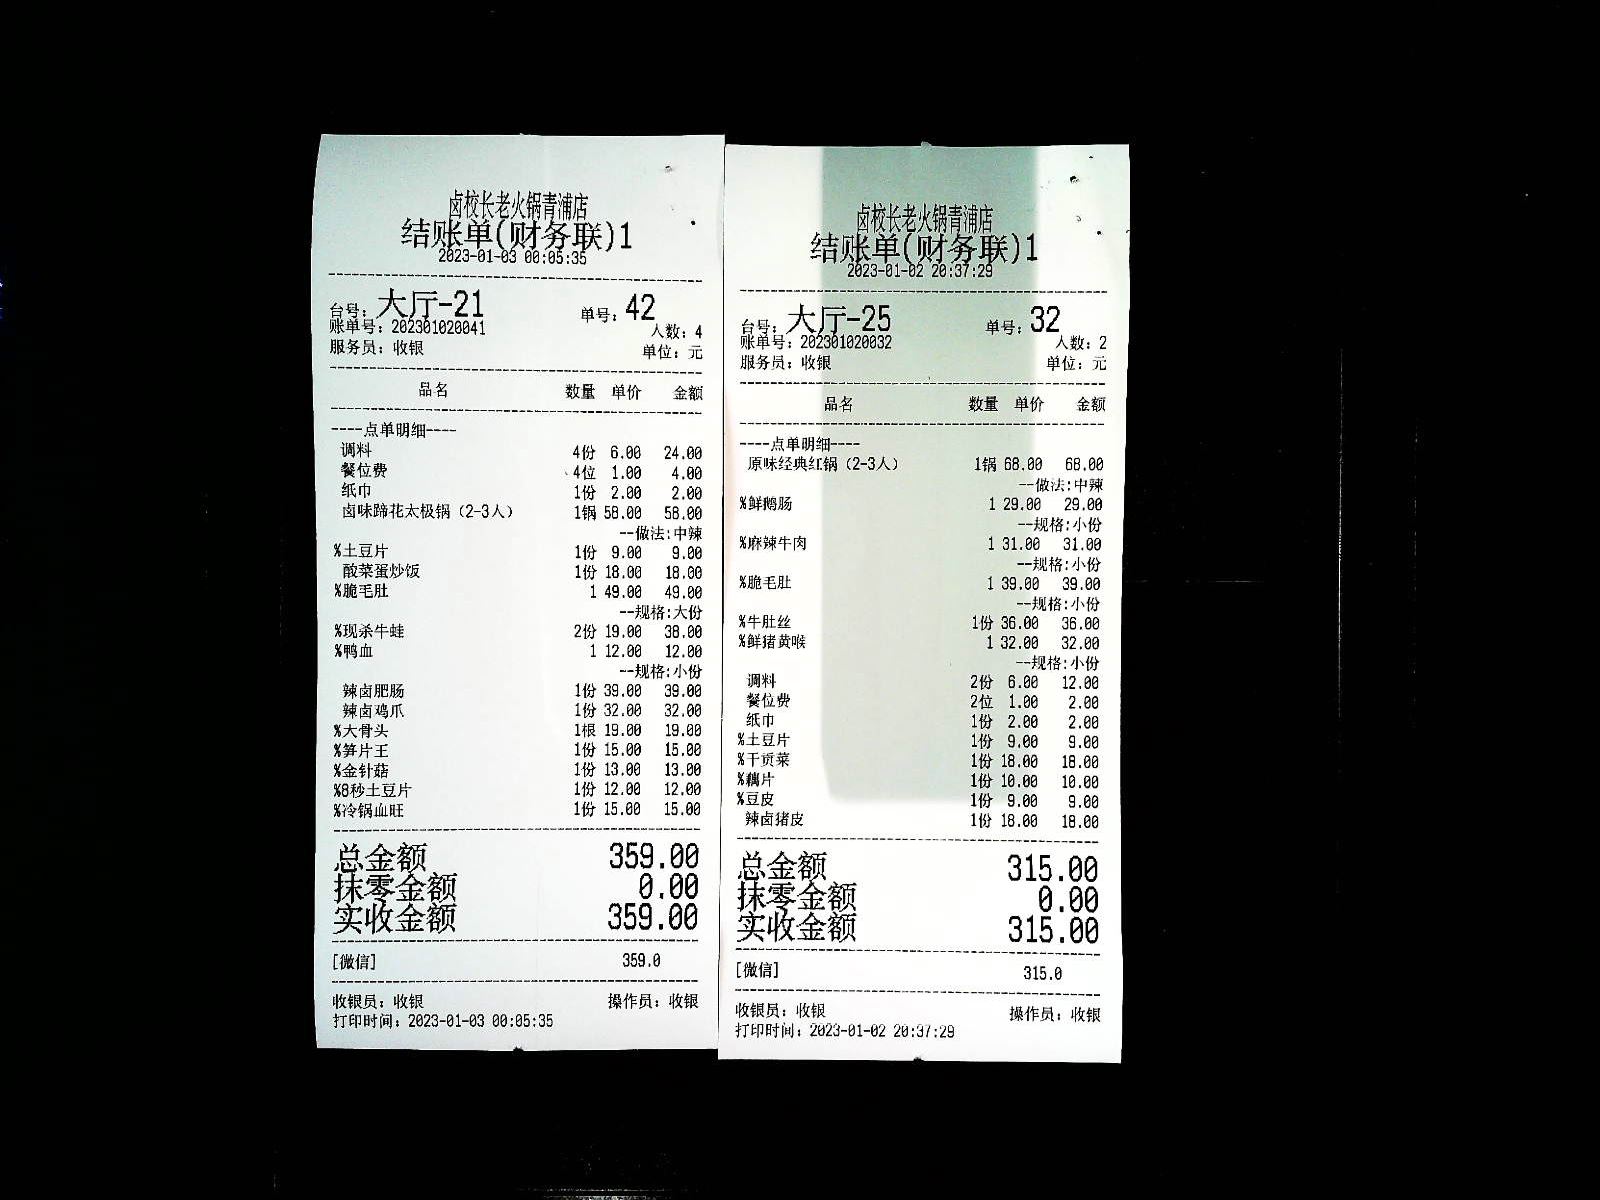 卤校长老火锅青浦店
结账单(财务联)1
2023-01-03 00:05:35
台号: 大厅-21 单号: 42
账单号: 202301020041 人数: 4
服务员: 收银 单位: 元
品名 数量 单价 金额
----点单明细----
调料 4份 6.00 24.00
餐位费 4位 1.00 4.00
纸巾 1份 2.00 2.00
卤味蹄花太极锅（2-3人） 1锅 58.00 58.00
--做法:中辣
%土豆片 1份 9.00 9.00
酸菜蛋炒饭 1份 18.00 18.00
%脆毛肚 1 49.00 49.00
--规格:大份
%现杀牛蛙 2份 19.00 38.00
%鸭血 1 12.00 12.00
--规格:小份
辣卤肥肠 1份 39.00 39.00
辣卤鸡爪 1份 32.00 32.00
%大骨头 1根 19.00 19.00
%笋片王 1份 15.00 15.00
%金针菇 1份 13.00 13.00
%8秒土豆片 1份 12.00 12.00
%冷锅血旺 1份 15.00 15.00
总金额 359.00
抹零金额 0.00
实收金额 359.00
[微信] 359.0
收银员: 收银 操作员: 收银
打印时间: 2023-01-03 00:05:35
卤校长老火锅青浦店
结账单(财务联)1
2023-01-02 20:37:29
台号: 大厅-25 单号: 32
账单号: 202301020032 人数: 2
服务员: 收银 单位: 元
品名 数量 单价 金额
----点单明细----
原味经典红锅（2-3人） 1锅 68.00 68.00
--做法:中辣
%鲜鹅肠 1 29.00 29.00
--规格:小份
%麻辣牛肉 1 31.00 31.00
--规格:小份
%脆毛肚 1 39.00 39.00
--规格:小份
%牛肚丝 1份 36.00 36.00
%鲜猪黄喉 1 32.00 32.00
--规格:小份
调料 2份 6.00 12.00
餐位费 2位 1.00 2.00
纸巾 1份 2.00 2.00
%土豆片 1份 9.00 9.00
%干贡菜 1份 18.00 18.00
%藕片 1份 10.00 10.00
%豆皮 1份 9.00 9.00
辣卤猪皮 1份 18.00 18.00
总金额 315.00
抹零金额 0.00
实收金额 315.00
[微信] 315.0
收银员: 收银 操作员: 收银
打印时间: 2023-01-02 20:37:29